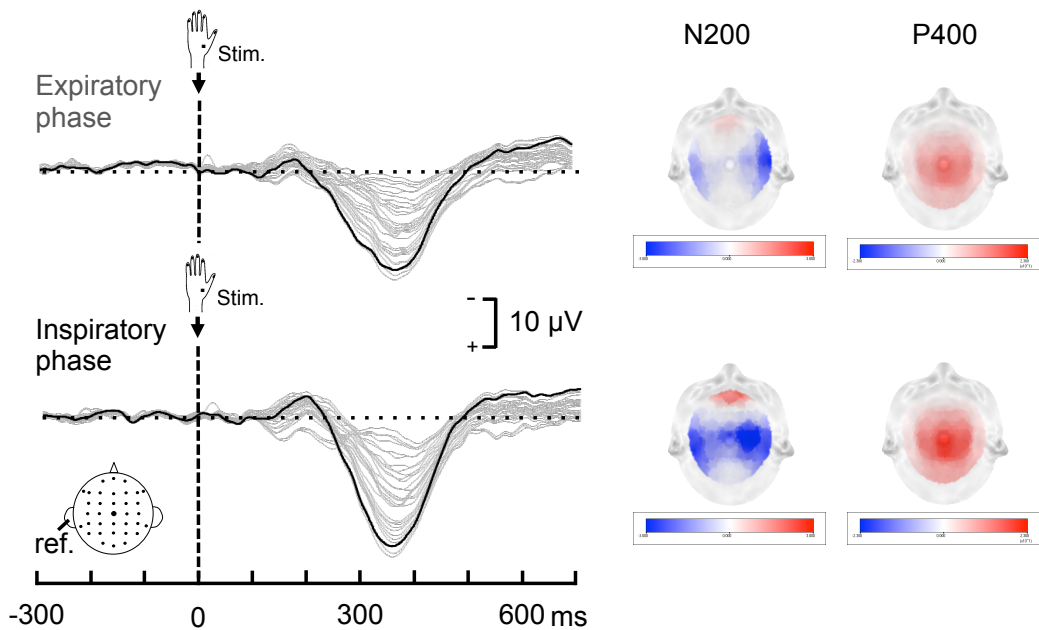 Stim.
Expiratory
phase
N200
P400
Stim.
Inspiratory
phase
-
+
10 µV
ref.
-300
0
300
600 ms